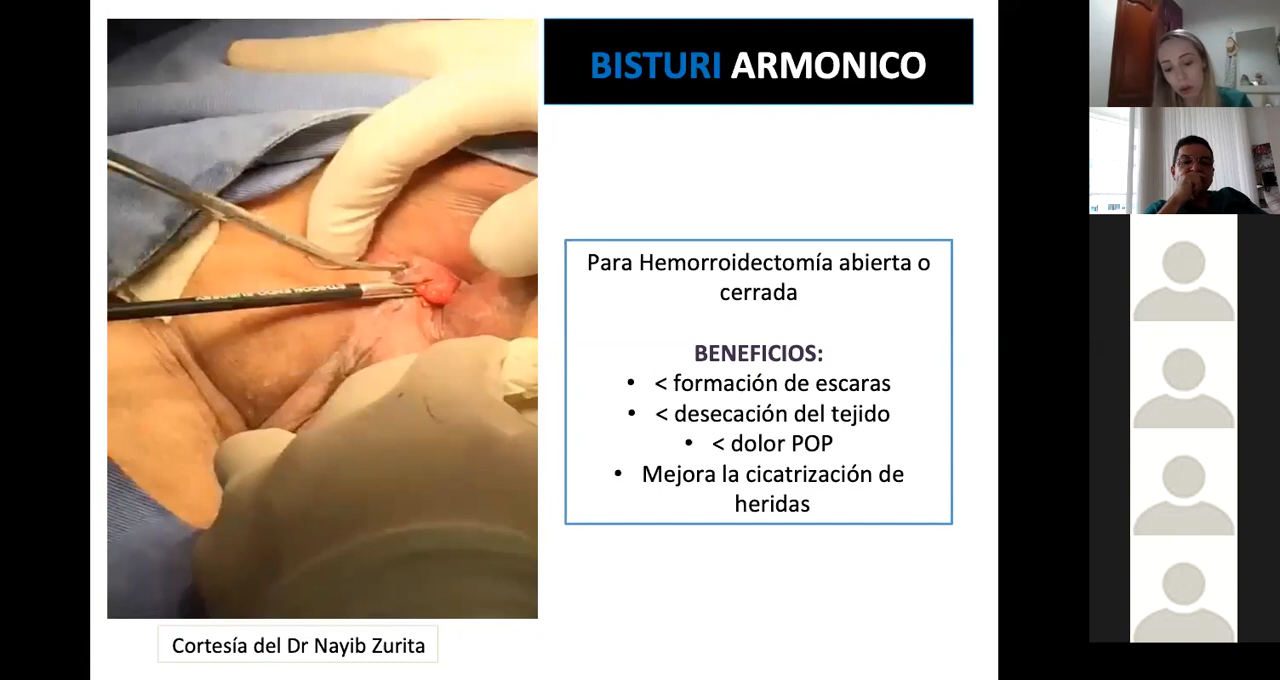 BISTURI ARMONICO
Para Hemorroidectomía abierta o
cerrada
BENEFICIOS:
• < formación de escaras
• < desecación del tejido
• < dolor POP
• Mejora la cicatrización de
heridas
Cortesía del Dr Nayib Zurita